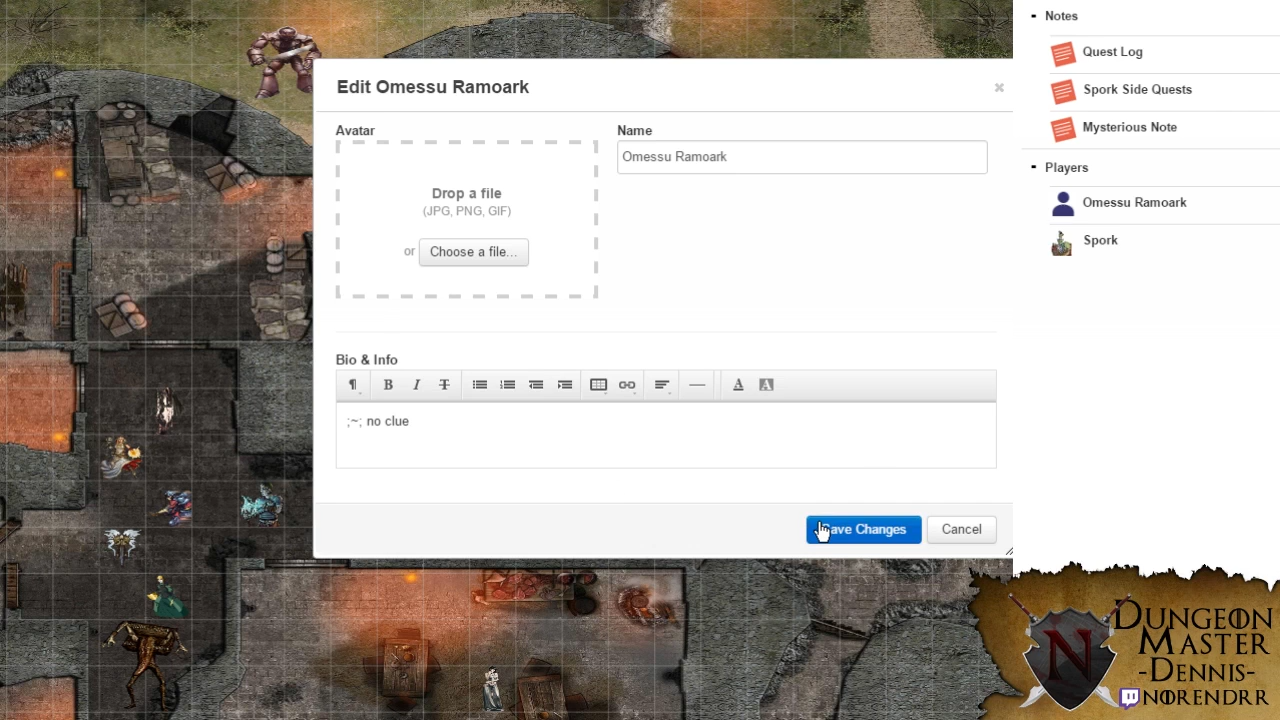 Notes
Quest Log
Spork Side Quests
Mysterious Note
Players
Omessu Ramoark
Spork
Edit Omessu Ramoark
×
Avatar
Drop a file
(JPG, PNG, GIF)
or Choose a file...
Name
Omessu Ramoark
Bio & Info
¶ B I T A A
;~; no clue
Save Changes Cancel
N
DUNGEON
MASTER
-DENNIS-
NORENDRR